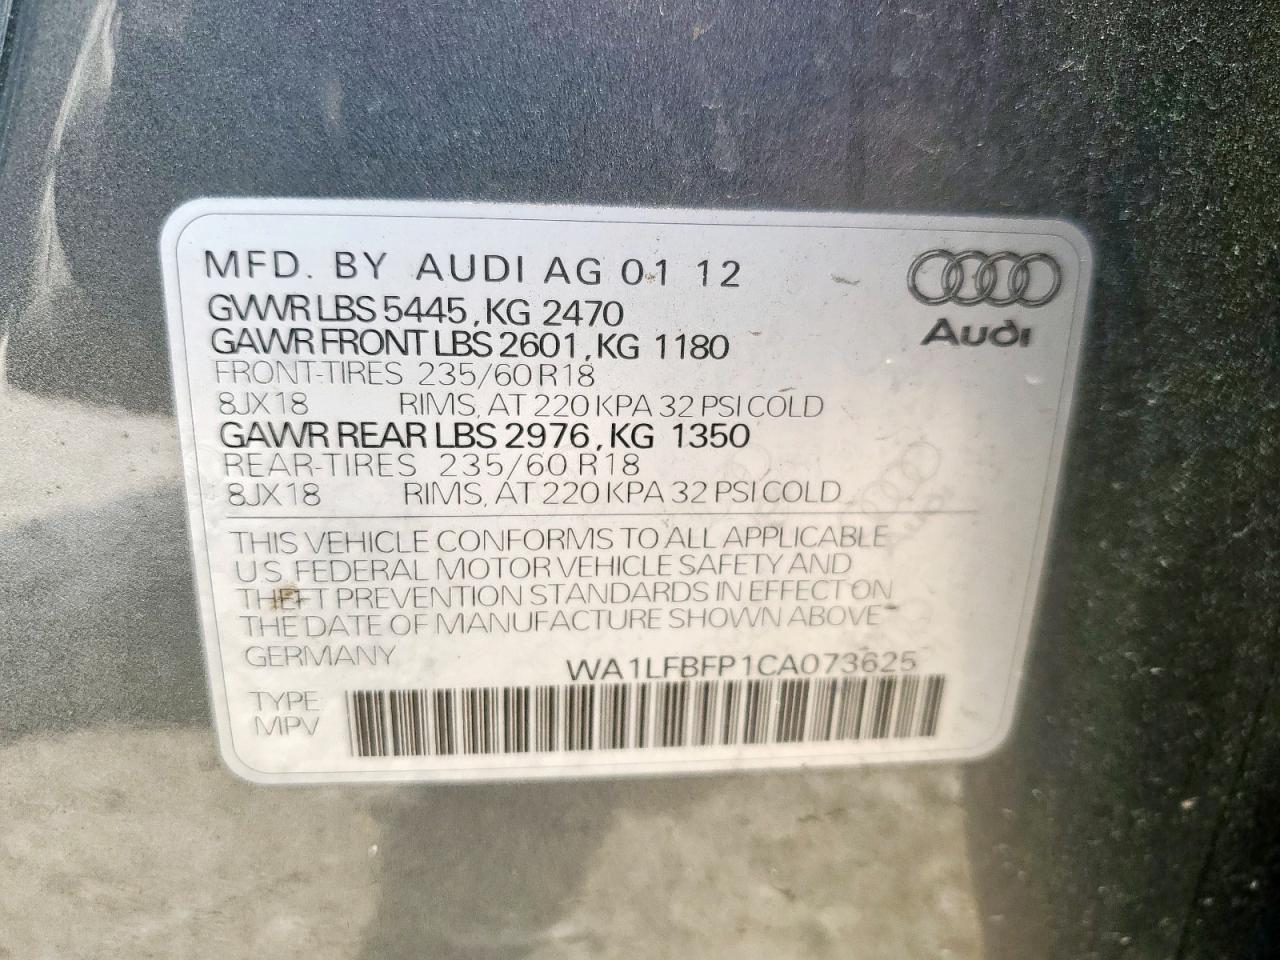 MFD. BY AUDI AG 01 12
GVWR LBS 5445, KG 2470
GAWR FRONT LBS 2601, KG 1180
FRONT-TIRES 235/60 R18
8JX18 RIMS, AT 220 KPA 32 PSI COLD
GAWR REAR LBS 2976, KG 1350
REAR-TIRES 235/60 R18
8JX18 RIMS, AT 220 KPA 32 PSI COLD
Audi
THIS VEHICLE CONFORMS TO ALL APPLICABLE
U.S. FEDERAL MOTOR VEHICLE SAFETY AND
THEFT PREVENTION STANDARDS IN EFFECT ON
THE DATE OF MANUFACTURE SHOWN ABOVE
GERMANY
WA1LFBFP1CA073625
TYPE
MPV